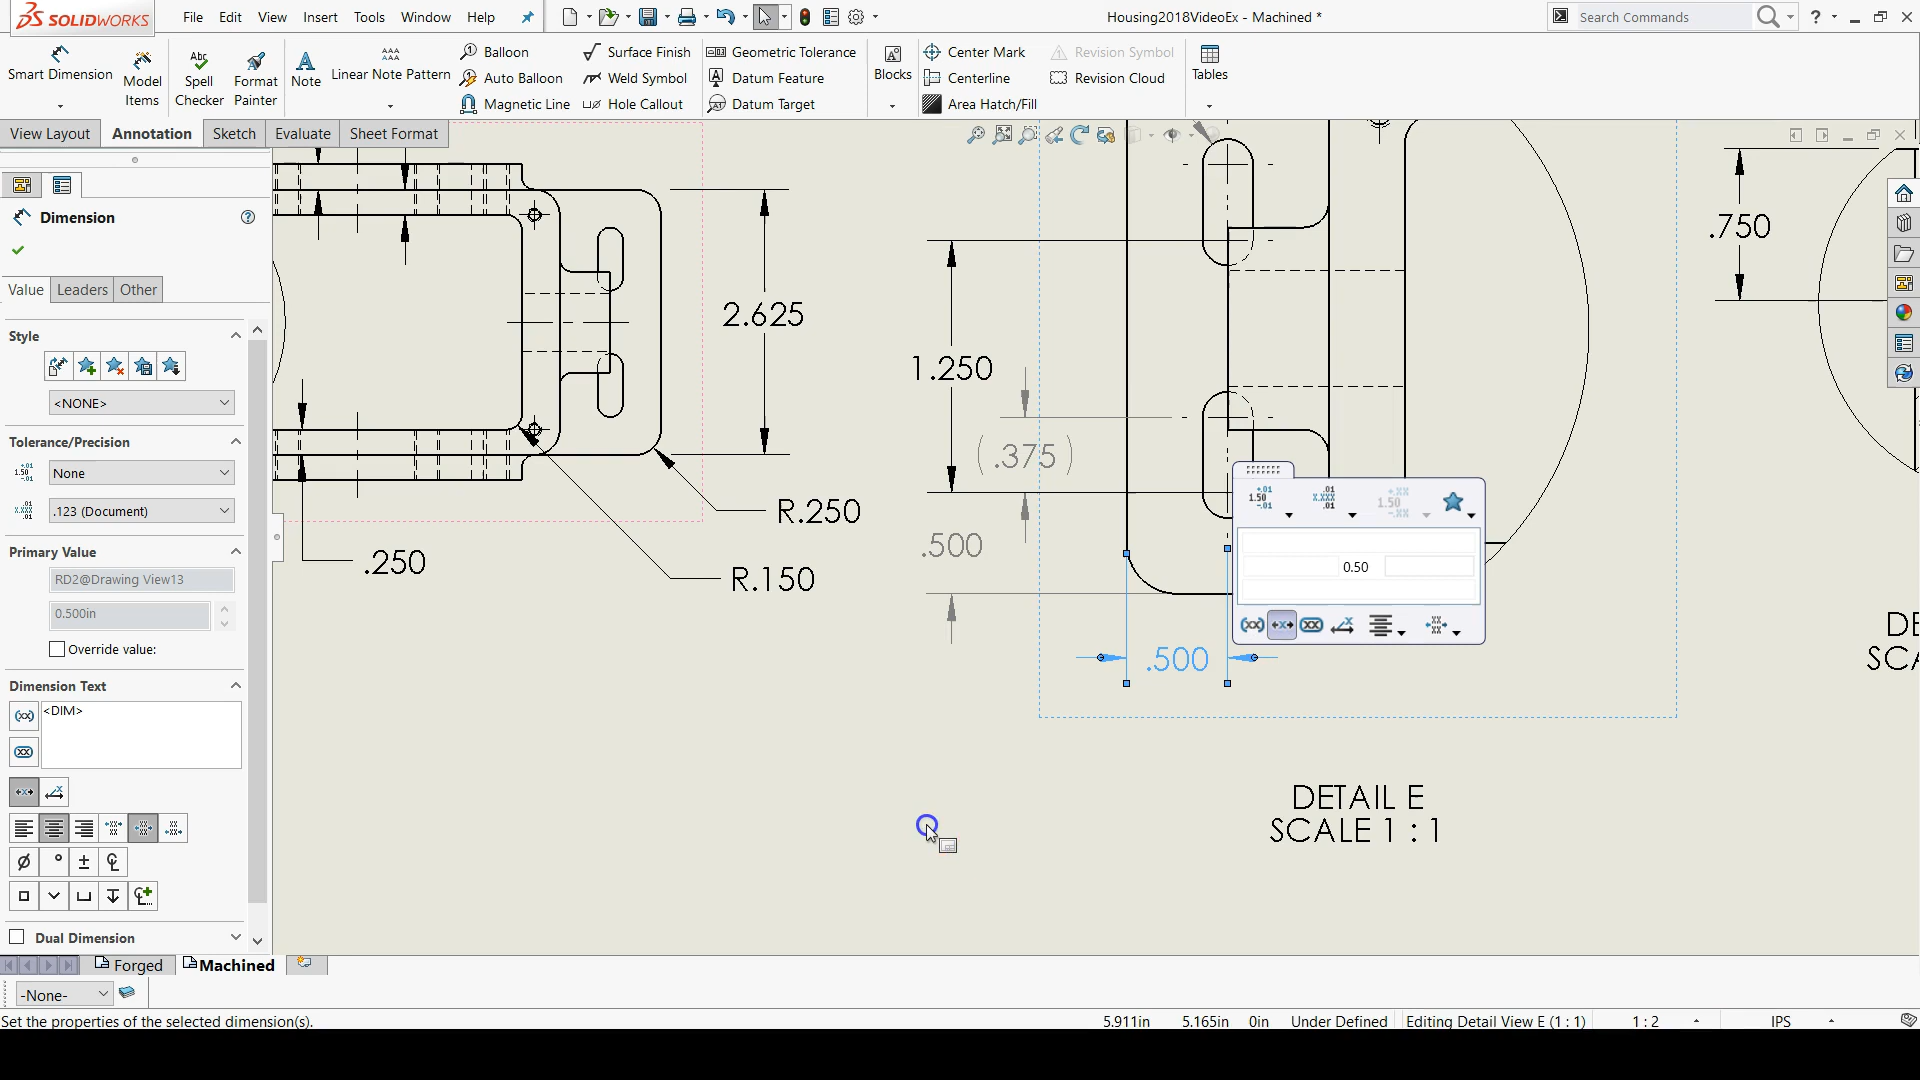 SOLIDWORKS File Edit View Insert Tools Window Help Housing2018VideoEx - Machined * Search Commands ?
Smart Dimension
Model Items
Spell Checker
Format Painter
Note
Linear Note Pattern
Balloon
Auto Balloon
Magnetic Line
Surface Finish
Weld Symbol
Hole Callout
Geometric Tolerance
Datum Feature
Datum Target
Blocks
Center Mark
Centerline
Area Hatch/Fill
Revision Symbol
Revision Cloud
Tables
View Layout Annotation Sketch Evaluate Sheet Format
Dimension
Value Leaders Other
Style
<NONE>
Tolerance/Precision
None
.123 (Document)
Primary Value
RD2@Drawing View13
0.500in
Override value:
Dimension Text
<DIM>
Dual Dimension
2.625
R.250
R.150
.250
1.250
(.375)
.500
.500
.750
0.50
DETAIL E
SCALE 1 : 1
DE
SCA
Forged Machined
-None-
Set the properties of the selected dimension(s). 5.911in 5.165in 0in Under Defined Editing Detail View E (1 : 1) 1 : 2 IPS